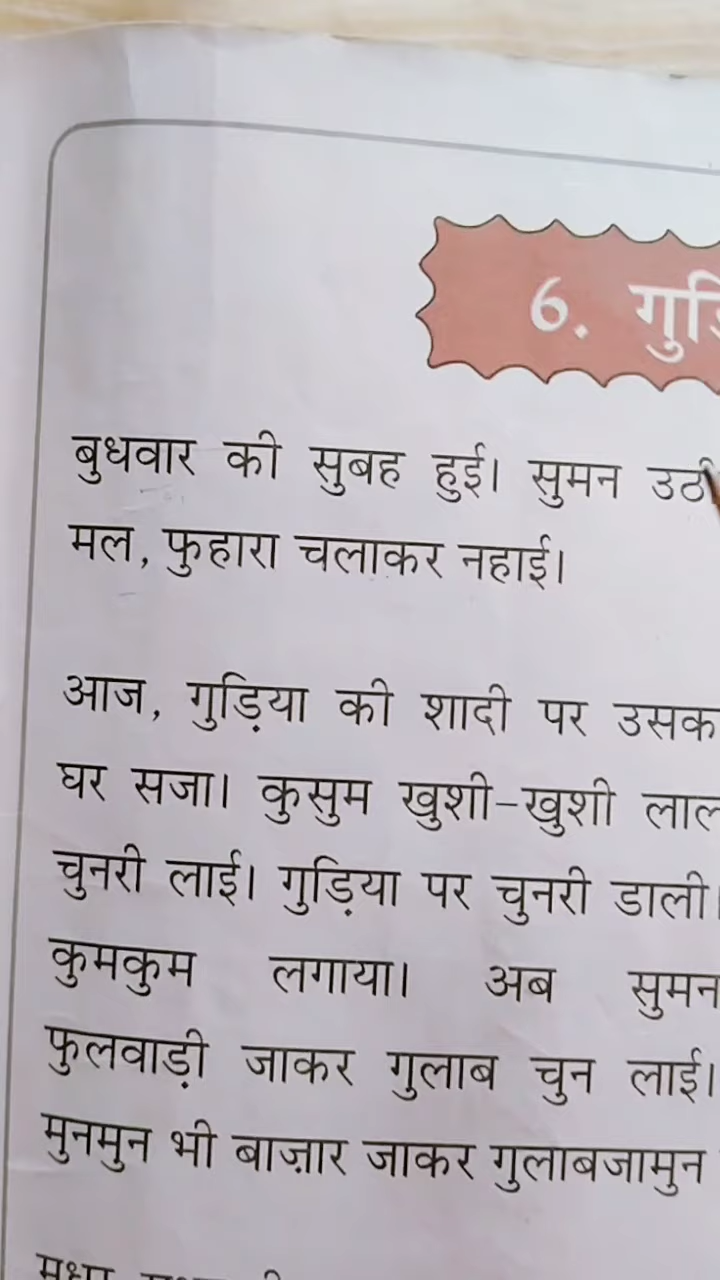 6.
बुधवार की सुबह हुई। सुमन उठी
मल, फुहारा चलाकर नहाई।
आज, गुड़िया की शादी पर
घर सजा। कुसुम खुशी-खुशी लाल
चुनरी लाई। गुड़िया पर चुनरी डाली।
कुमकुम लगाया। अब सुमन
फुलवाड़ी जाकर गुलाब चुन लाई।
मुनमुन भी बाज़ार जाकर गुलाबजामुन